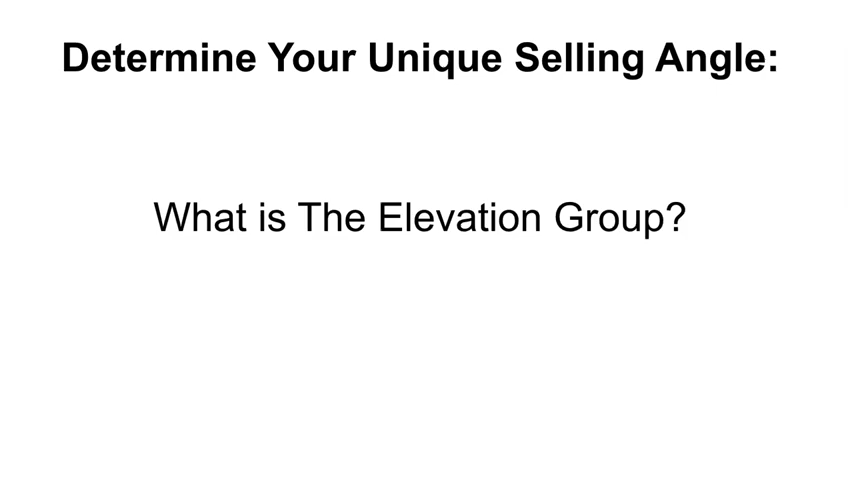 Determine Your Unique Selling Angle:
What is The Elevation Group?